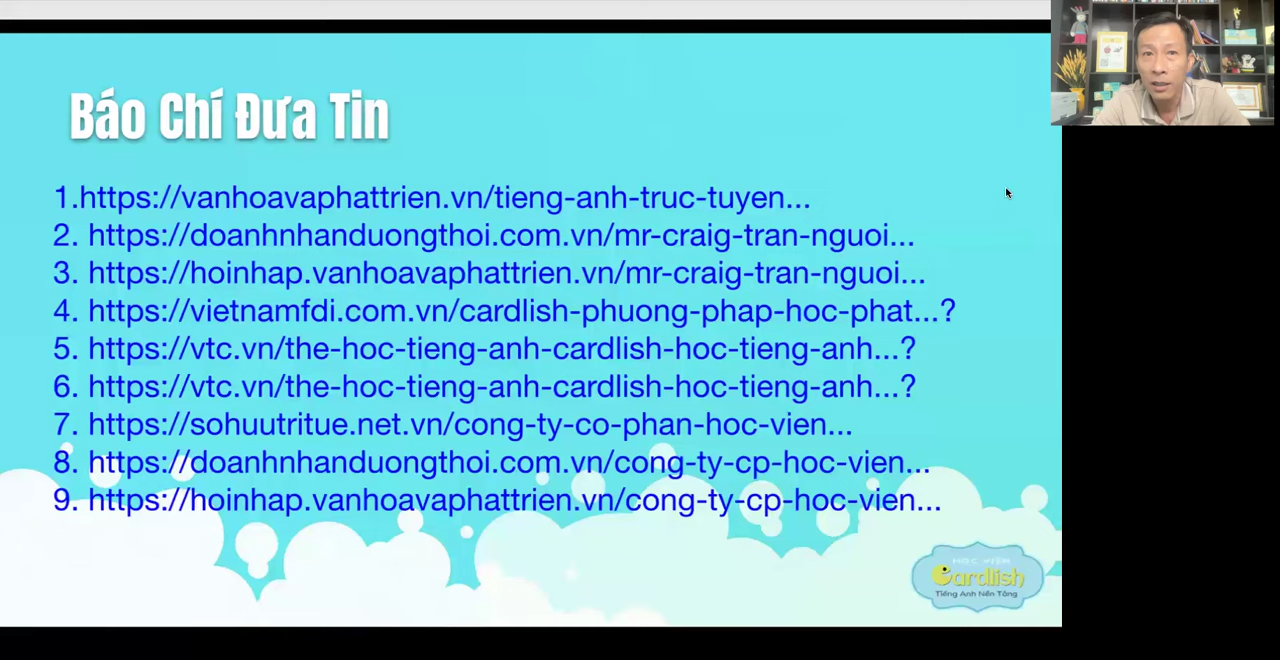 Báo Chí Đưa Tin
1.https://vanhoavaphattrien.vn/tieng-anh-truc-tuyen...
2. https://doanhnhanduongthoi.com.vn/mr-craig-tran-nguoi...
3. https://hoinhap.vanhoavaphattrien.vn/mr-craig-tran-nguoi...
4. https://vietnamfdi.com.vn/cardlish-phuong-phap-hoc-phat...?
5. https://vtc.vn/the-hoc-tieng-anh-cardlish-hoc-tieng-anh...?
6. https://vtc.vn/the-hoc-tieng-anh-cardlish-hoc-tieng-anh...?
7. https://sohuutritue.net.vn/cong-ty-co-phan-hoc-vien...
8. https://doanhnhanduongthoi.com.vn/cong-ty-cp-hoc-vien...
9. https://hoinhap.vanhoavaphattrien.vn/cong-ty-cp-hoc-vien...
HỌC VIỆN
Cardlish
Tiếng Anh Nền Tảng